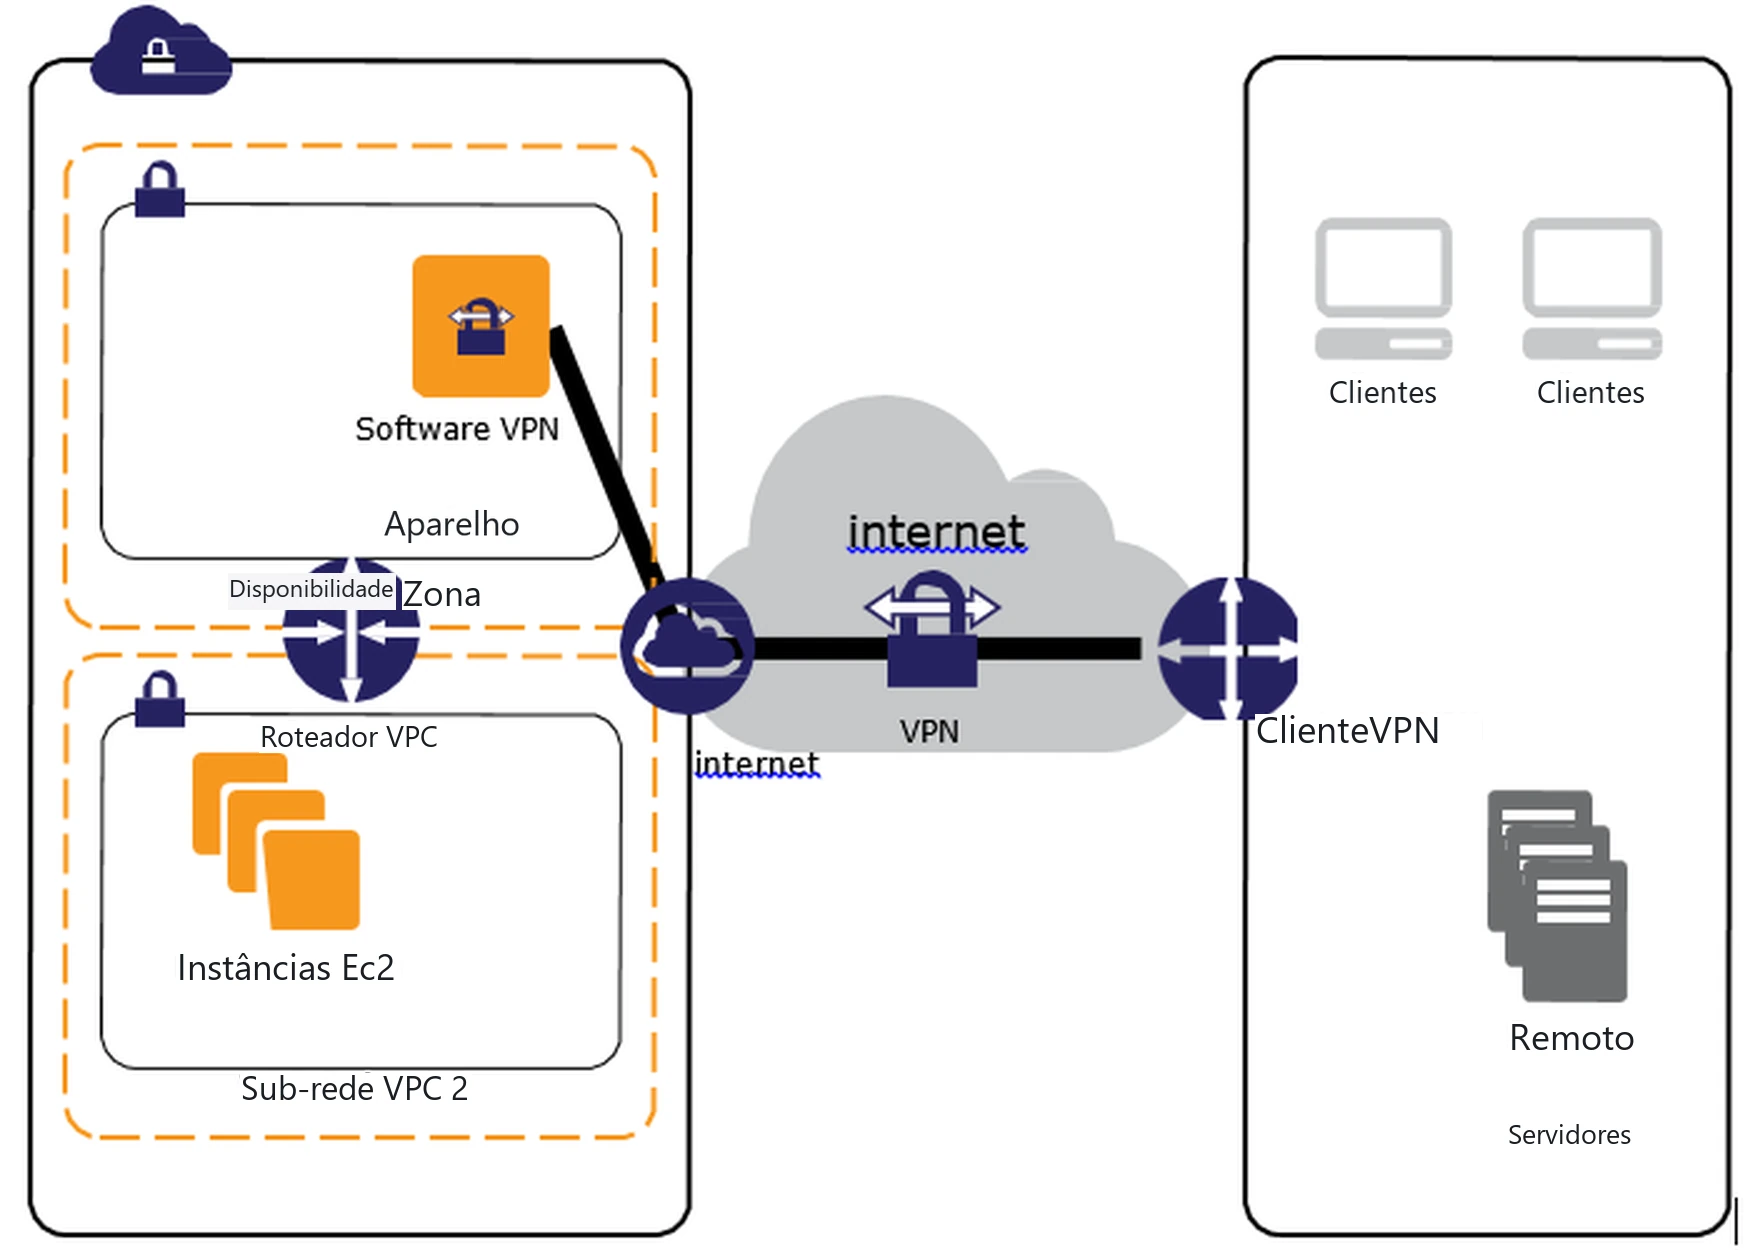 Software VPN
Aparelho
Disponibilidade Zona
Roteador VPC
Instâncias Ec2
Sub-rede VPC 2
internet
VPN
internet
Clientes
Clientes
ClienteVPN
Remoto
Servidores